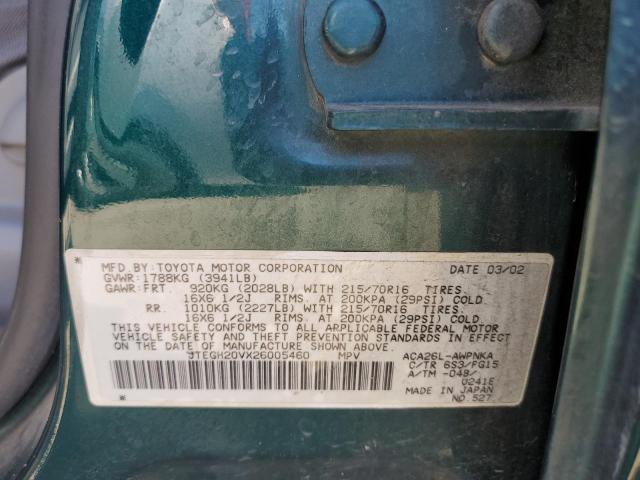 MFD. BY: TOYOTA MOTOR CORPORATION DATE 03/02
GVWR: 1788KG (3941LB)
GAWR: FRT. 920KG (2028LB) WITH 215/70R16 TIRES.
16X6 1/2J RIMS. AT 200KPA (29PSI) COLD
RR. 1010KG (2227LB) WITH 215/70R16 TIRES.
16X6 1/2J RIMS. AT 200KPA (29PSI) COLD
THIS VEHICLE CONFORMS TO ALL APPLICABLE FEDERAL MOTOR
VEHICLE SAFETY AND THEFT PREVENTION STANDARDS IN EFFECT
ON THE DATE OF MANUFACTURE SHOWN ABOVE.
JTEGH20VX26005460 MPV ACA26L-AWPNKA
C/TR 6S3/FG15
A/TM -04B/
U241E
MADE IN JAPAN
NO. 527